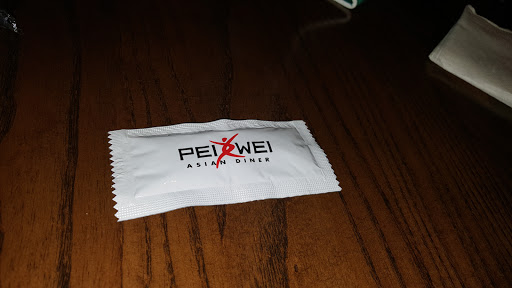 PEI WEI
ASIAN DINER